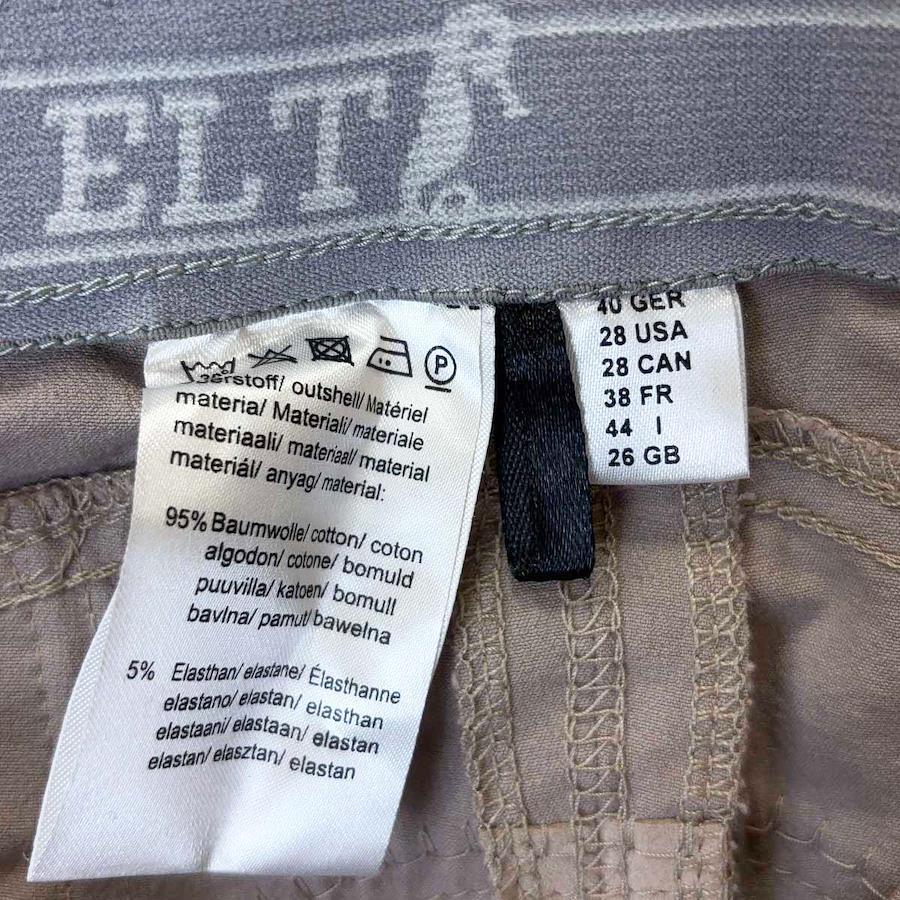 ELT
30°
outshell/ Matériel
materia/ Materiali/ materiale
materiaali/ materiaal/ material
materiál/ anyag/ material:
95% Baumwolle/ cotton/ coton
algodon/ cotone/ bomuld
puuvilla/ katoen/ bomull
bavlna/ pamut/ bawelna
5% Elasthan/ elastane/ Élasthanne
elastano/ elastan/ elasthan
elastaani/ elastaan/ elastan
elastan/ elasztan/ elastan
P
40 GER
28 USA
28 CAN
38 FR
44 I
26 GB